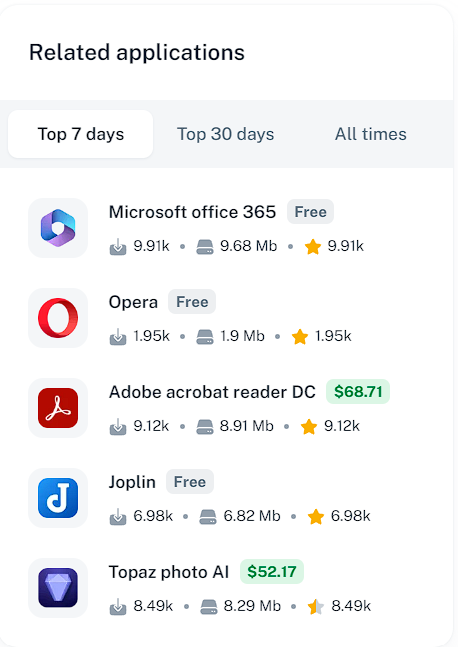 Related applications
Top 7 days Top 30 days All times
Microsoft office 365 Free
9.91k • 9.68 Mb • 9.91k
Opera Free
1.95k • 1.9 Mb • 1.95k
Adobe acrobat reader DC $68.71
9.12k • 8.91 Mb • 9.12k
Joplin Free
6.98k • 6.82 Mb • 6.98k
Topaz photo AI $52.17
8.49k • 8.29 Mb • 8.49k